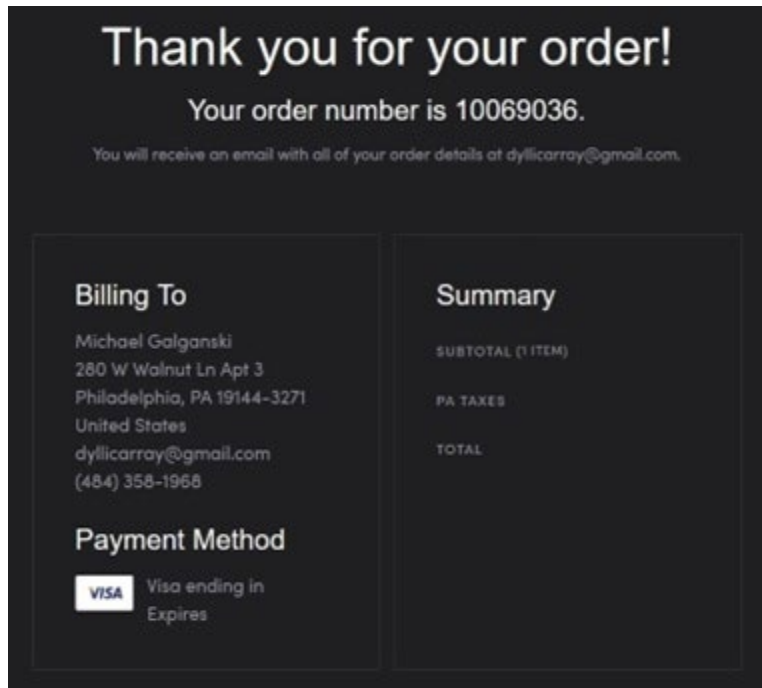 Thank you for your order!
Your order number is 10069036.
You will receive an email with all of your order details at dyllicarray@gmail.com.
Billing To
Michael Galganski
280 W Walnut Ln Apt 3
Philadelphia, PA 19144-3271
United States
dyllicarray@gmail.com
(484) 358-1968
Payment Method
VISA
Visa ending in
Expires
Summary
SUBTOTAL (1 ITEM)
PA TAXES
TOTAL